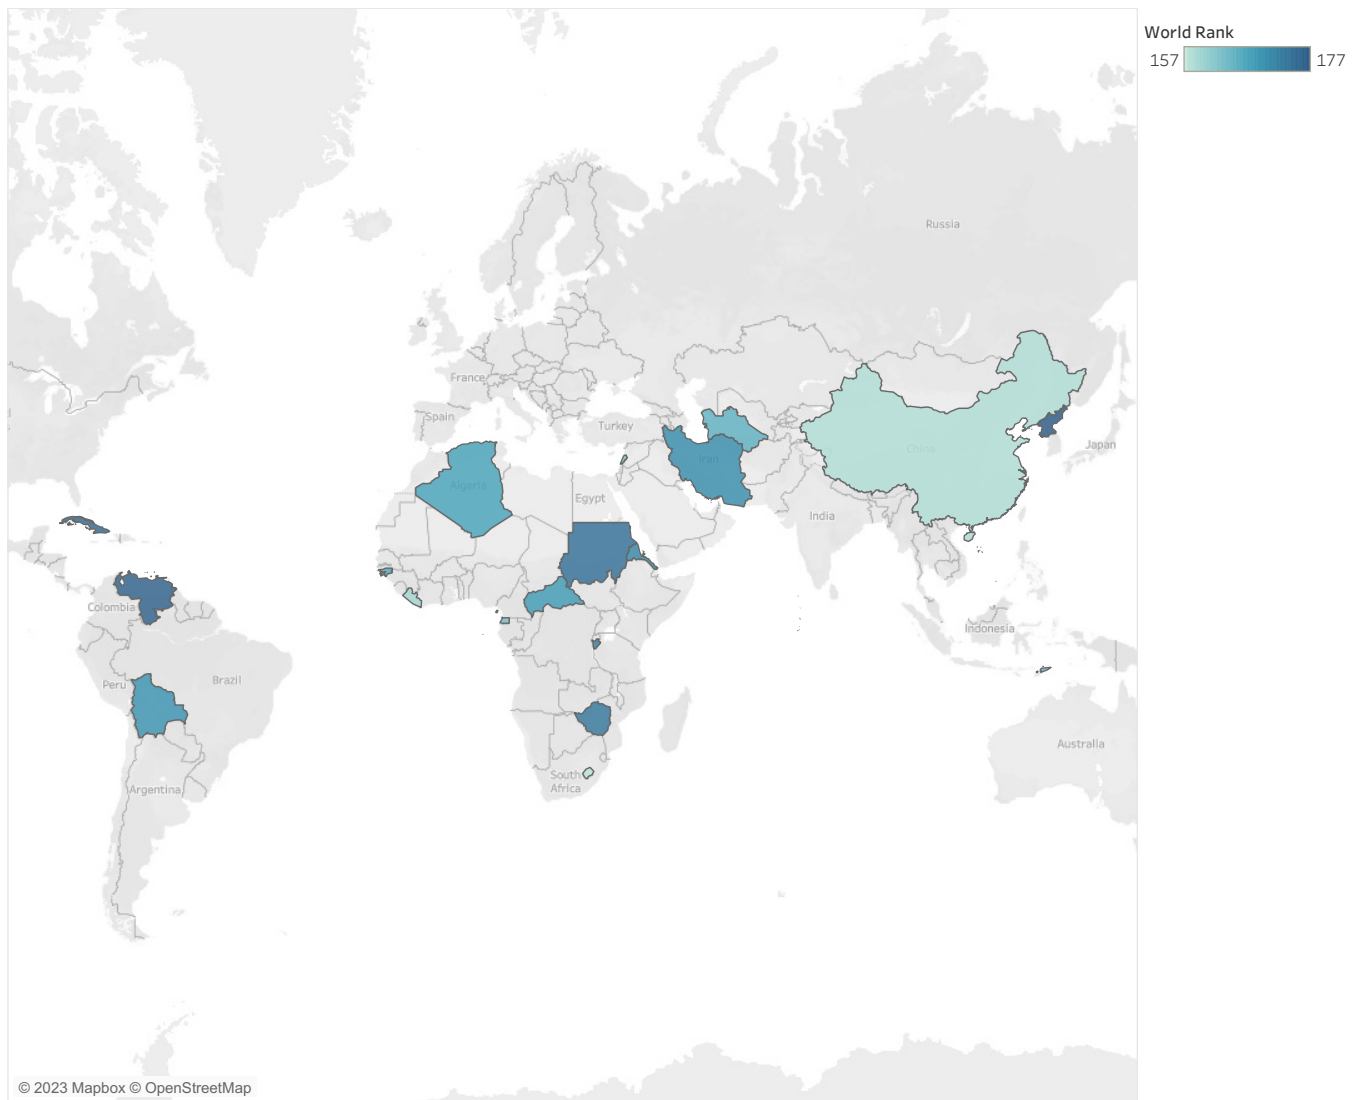 World Rank
157 177
Russia
France
Spain
Turkey
Japan
China
Iran
Algeria
Egypt
India
Colombia
Indonesia
Peru
Brazil
Australia
South
Africa
Argentina
© 2023 Mapbox © OpenStreetMap